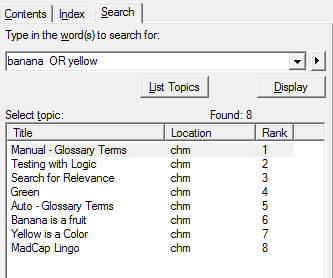 Contents Index Search
Type in the word(s) to search for:
banana  OR yellow
List Topics Display
Select topic: Found: 8
Title Location Rank
Manual - Glossary Terms chm 1
Testing with Logic chm 2
Search for Relevance chm 3
Green chm 4
Auto - Glossary Terms chm 5
Banana is a fruit chm 6
Yellow is a Color chm 7
MadCap Lingo chm 8